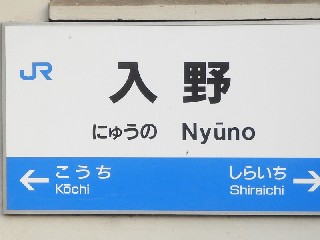 JR
入野
にゅうの Nyūno
← こうち しらいち →
Kōchi Shiraichi